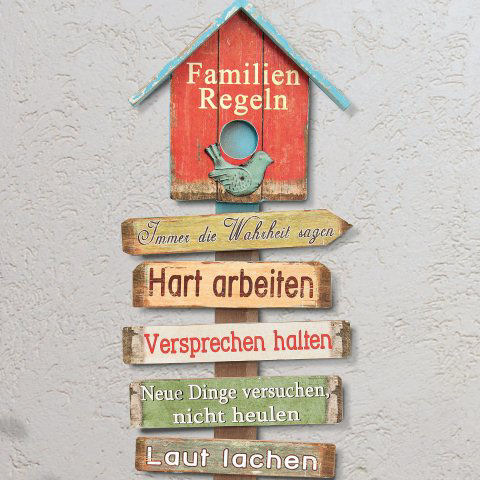 Familien
Regeln
Immer die Wahrheit sagen
Hart arbeiten
Versprechen halten
Neue Dinge versuchen,
nicht heulen
Laut lachen